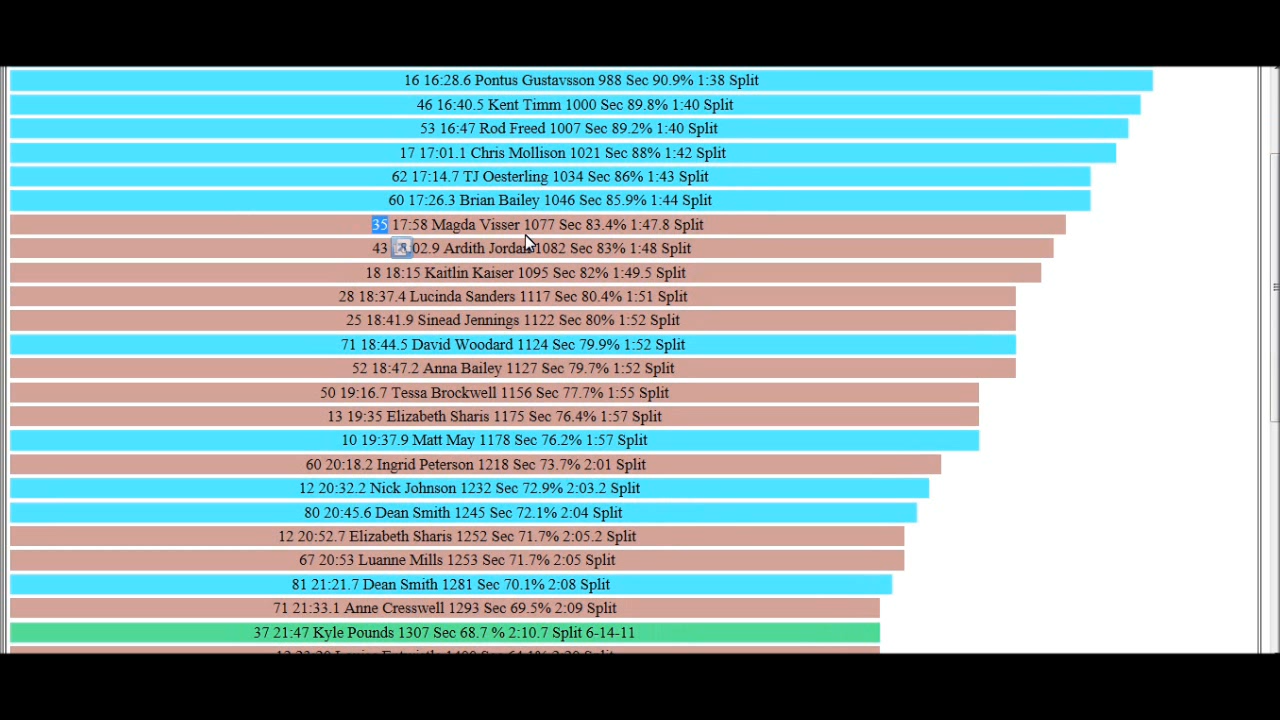 16 16:28.6 Pontus Gustavsson 988 Sec 90.9% 1:38 Split
46 16:40.5 Kent Timm 1000 Sec 89.8% 1:40 Split
53 16:47 Rod Freed 1007 Sec 89.2% 1:40 Split
17 17:01.1 Chris Mollison 1021 Sec 88% 1:42 Split
62 17:14.7 TJ Oesterling 1034 Sec 86% 1:43 Split
60 17:26.3 Brian Bailey 1046 Sec 85.9% 1:44 Split
35 17:58 Magda Visser 1077 Sec 83.4% 1:47.8 Split
43 Ardith Jordan 1082 Sec 83% 1:48 Split
18 18:15 Kaitlin Kaiser 1095 Sec 82% 1:49.5 Split
28 18:37.4 Lucinda Sanders 1117 Sec 80.4% 1:51 Split
25 18:41.9 Sinead Jennings 1122 Sec 80% 1:52 Split
71 18:44.5 David Woodard 1124 Sec 79.9% 1:52 Split
52 18:47.2 Anna Bailey 1127 Sec 79.7% 1:52 Split
50 19:16.7 Tessa Brockwell 1156 Sec 77.7% 1:55 Split
13 19:35 Elizabeth Sharis 1175 Sec 76.4% 1:57 Split
10 19:37.9 Matt May 1178 Sec 76.2% 1:57 Split
60 20:18.2 Ingrid Peterson 1218 Sec 73.7% 2:01 Split
12 20:32.2 Nick Johnson 1232 Sec 72.9% 2:03.2 Split
80 20:45.6 Dean Smith 1245 Sec 72.1% 2:04 Split
12 20:52.7 Elizabeth Sharis 1252 Sec 71.7% 2:05.2 Split
67 20:53 Luanne Mills 1253 Sec 71.7% 2:05 Split
81 21:21.7 Dean Smith 1281 Sec 70.1% 2:08 Split
71 21:33.1 Anne Cresswell 1293 Sec 69.5% 2:09 Split
37 21:47 Kyle Pounds 1307 Sec 68.7 % 2:10.7 Split 6-14-11